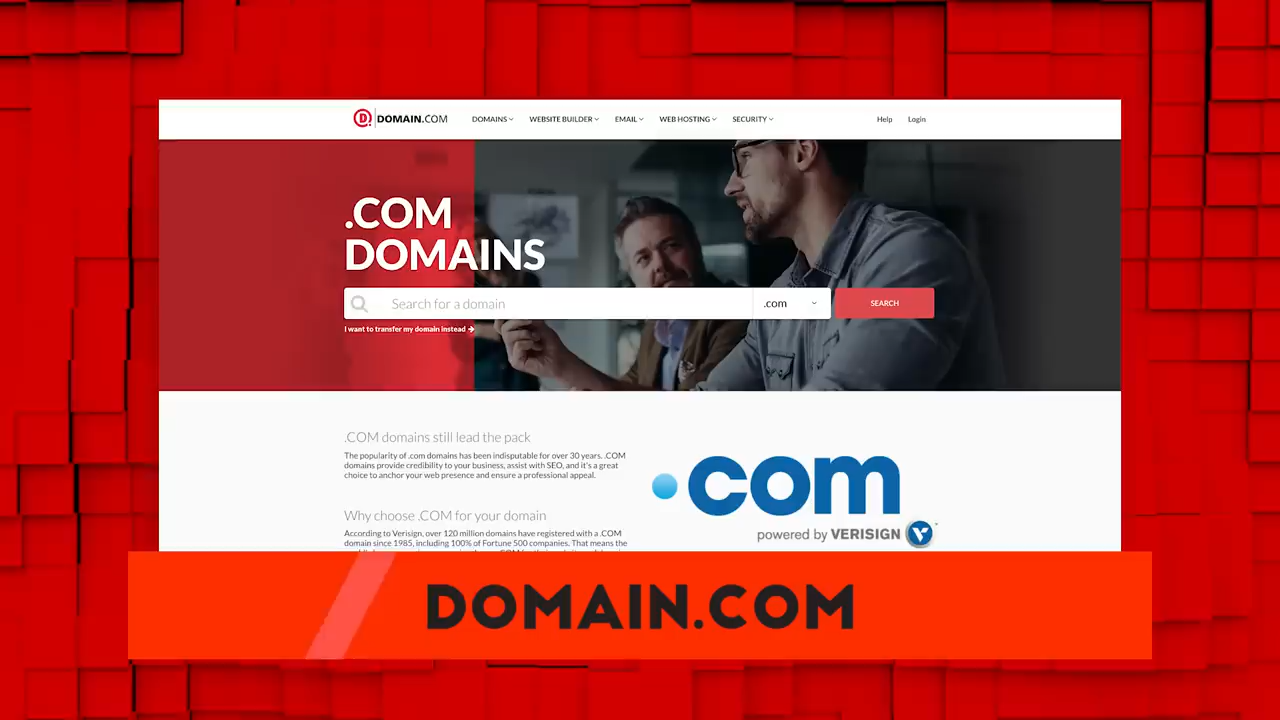 DOMAIN.COM
DOMAINS
WEBSITE BUILDER
EMAIL
WEB HOSTING
SECURITY
Help
Login
.COM
DOMAINS
Search for a domain
.com
SEARCH
I want to transfer my domain instead
.COM domains still lead the pack
The popularity of .com domains has been indisputable for over 30 years. .COM
domains provide credibility to your business, assist with SEO, and it's a great
choice to anchor your web presence and ensure a professional appeal.
Why choose .COM for your domain
According to Verisign, over 120 million domains have registered with a .COM
domain since 1985, including 100% of Fortune 500 companies. That means the
.com
powered by VERISIGN
DOMAIN.COM